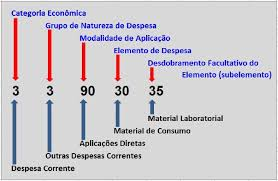 Categoria Econômica
Grupo de Natureza de Despesa
Modalidade de Aplicação
Elemento de Despesa
Desdobramento Facultativo do
Elemento (subelemento)
3 3 90 30 35
Material Laboratorial
Material de Consumo
Aplicações Diretas
Outras Despesas Correntes
Despesa Corrente